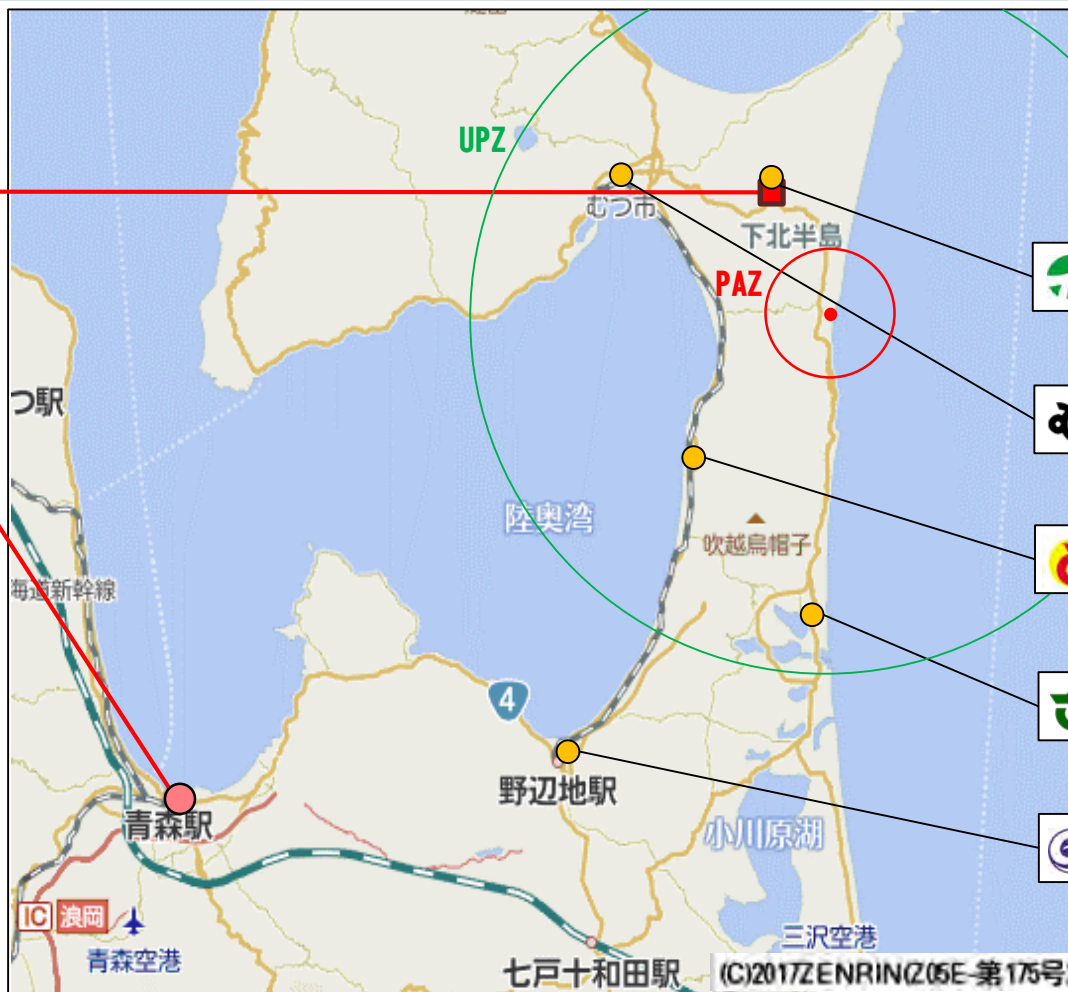 UPZ
むつ市
下北半島
PAZ
つ駅
陸奥湾
吹越烏帽子
海道新幹線
4
野辺地駅
青森駅
小川原湖
IC 浪岡
青森空港
三沢空港
七戸十和田駅
(C)2017ZENRIN(Z05E-第175号